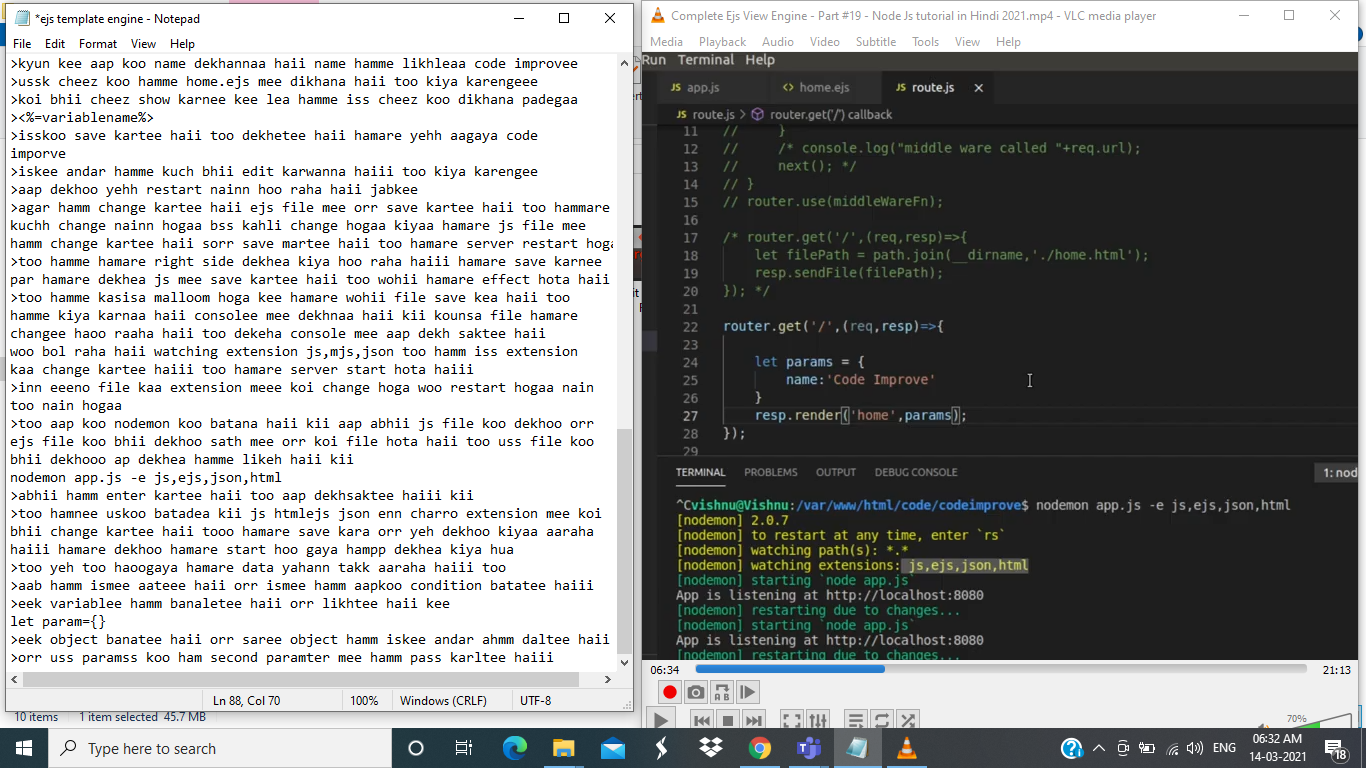 *ejs template engine - Notepad
File Edit Format View Help
>kyun kee aap koo name dekhannaa haii name hamme likhleaa code improvee
>ussk cheez koo hamme home.ejs mee dikhana haii too kiya karengeee
>koi bhii cheez show karnee kee lea hamme iss cheez koo dikhana padegaa
><%=variablename%>
>isskoo save kartee haii too dekhetee haii hamare yehh aagaya code
imporve
>iskee andar hamme kuch bhii edit karwanna haiii too kiya karengee
>aap dekhoo yehh restart nainn hoo raha haii jabkee
>agar hamm change kartee haii ejs file mee orr save kartee haii too hammare
kuchh change nainn hogaa bss kahli change hogaa kiyaa hamare js file mee
hamm change kartee haii sorr save martee haii too hamare server restart hoga
>too hamme hamare right side dekhea kiya hoo raha haiii hamare save karnee
par hamare dekhea js mee save kartee haii too wohii hamare effect hota haii
>too hamme kasisa malloom hoga kee hamare wohii file save kea haii too
hamme kiya karnaa haii consolee mee dekhnaa haii kii kounsa file hamare
changee haoo raaha haii too dekeha console mee aap dekh saktee haii
woo bol raha haii watching extension js,mjs,json too hamm iss extension
kaa change kartee haiii too hamare server start hota haiii
>inn eeeno file kaa extension meee koi change hoga woo restart hogaa nain
too nain hogaa
>too aap koo nodemon koo batana haii kii aap abhii js file koo dekhoo orr
ejs file koo bhii dekhoo sath mee orr koi file hota haii too uss file koo
bhii dekhooo ap dekhea hamme likeh haii kii
nodemon app.js -e js,ejs,json,html
>abhii hamm enter kartee haii too aap dekhsaktee haiii kii
>too hamnee uskoo batadea kii js htmlejs json enn charro extension mee koi
bhii change kartee haii tooo hamare save kara orr yeh dekhoo kiyaa aaraha
haiii hamare dekhoo hamare start hoo gaya hampp dekhea kiya hua
>too yeh too haoogaya hamare data yahann takk aaraha haiii too
>aab hamm ismee aateee haii orr ismee hamm aapkoo condition batatee haiii
>eek variablee hamm banaletee haii orr likhtee haii kee
let param={}
>eek object banatee haii orr saree object hamm iskee andar ahmm daltee haii
>orr uss paramss koo ham second paramter mee hamm pass karltee haiii
Ln 88, Col 70 100% Windows (CRLF) UTF-8
10 items 1 item selected 45.7 MB
Complete Ejs View Engine - Part #19 - Node Js tutorial in Hindi 2021.mp4 - VLC media player
Media Playback Audio Video Subtitle Tools View Help
Run Terminal Help
JS app.js <> home.ejs JS route.js
JS route.js > router.get('/') callback
11 // }
12 // /* console.log("middle ware called "+req.url);
13 // next(); */
14 // }
15 // router.use(middleWareFn);
16
17 /* router.get('/',(req,resp)=>{
18 let filePath = path.join(__dirname,'./home.html');
19 resp.sendFile(filePath);
20 }); */
21
22 router.get('/',(req,resp)=>{
23
24 let params = {
25 name:'Code Improve'
26 }
27 resp.render('home',params);
28 });
29
TERMINAL PROBLEMS OUTPUT DEBUG CONSOLE 1: nod
^Cvishnu@Vishnu:/var/www/html/code/codeimprove$ nodemon app.js -e js,ejs,json,html
[nodemon] 2.0.7
[nodemon] to restart at any time, enter `rs`
[nodemon] watching path(s): *.*
[nodemon] watching extensions: js,ejs,json,html
[nodemon] starting `node app.js`
App is listening at http://localhost:8080
[nodemon] restarting due to changes...
[nodemon] starting `node app.js`
App is listening at http://localhost:8080
[nodemon] restarting due to changes...
06:34 21:13
70%
Type here to search
ENG
06:32 AM
14-03-2021
18